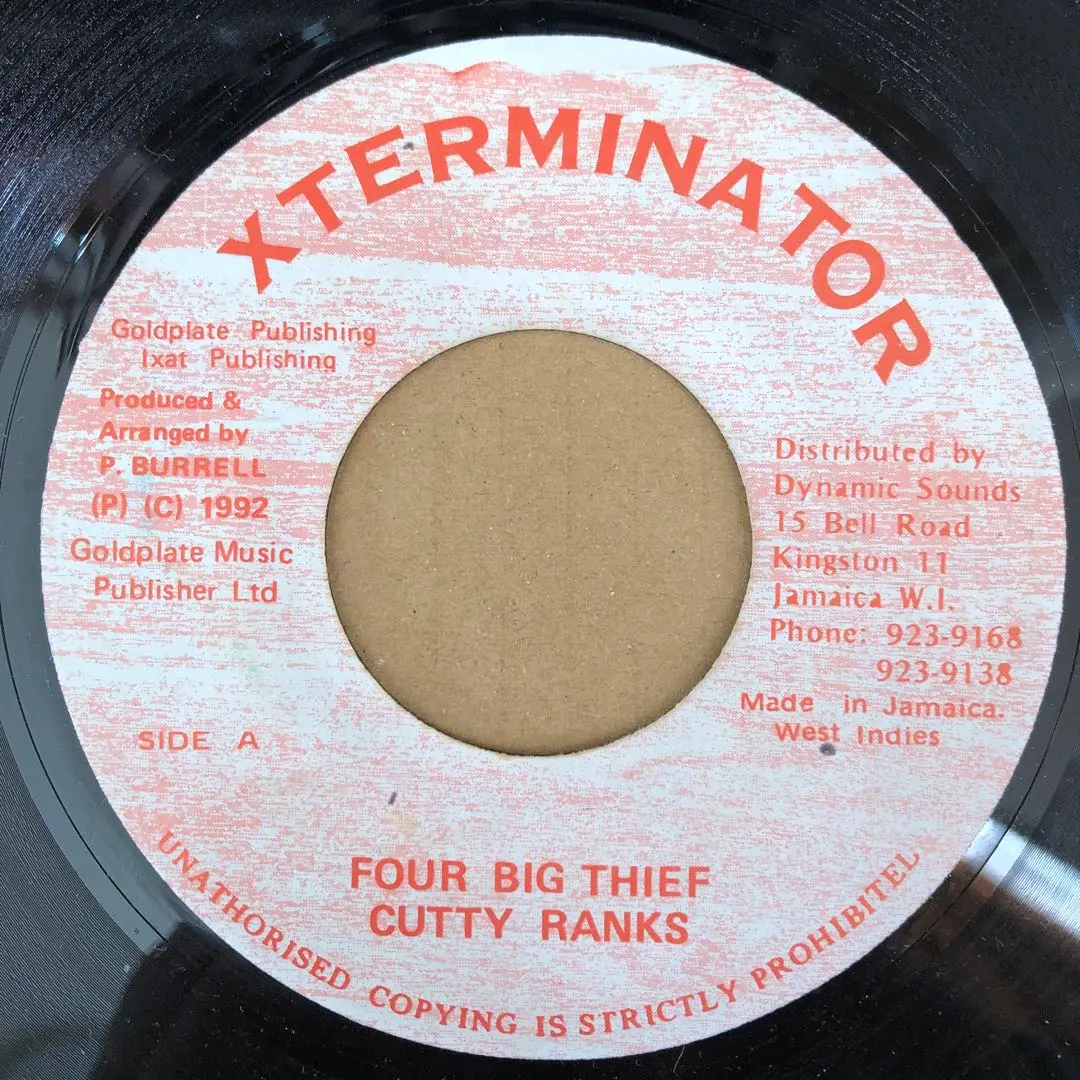 XTERMINATOR
Goldplate Publishing
Ixat Publishing
Produced &
Arranged by
P. BURRELL
(P) (C) 1992
Goldplate Music
Publisher Ltd
SIDE A
Distributed by
Dynamic Sounds
15 Bell Road
Kingston 11
Jamaica W.I.
Phone: 923-9168
923-9138
Made in Jamaica.
West Indies
FOUR BIG THIEF
CUTTY RANKS
UNAUTHORISED COPYING IS STRICTLY PROHIBITEL